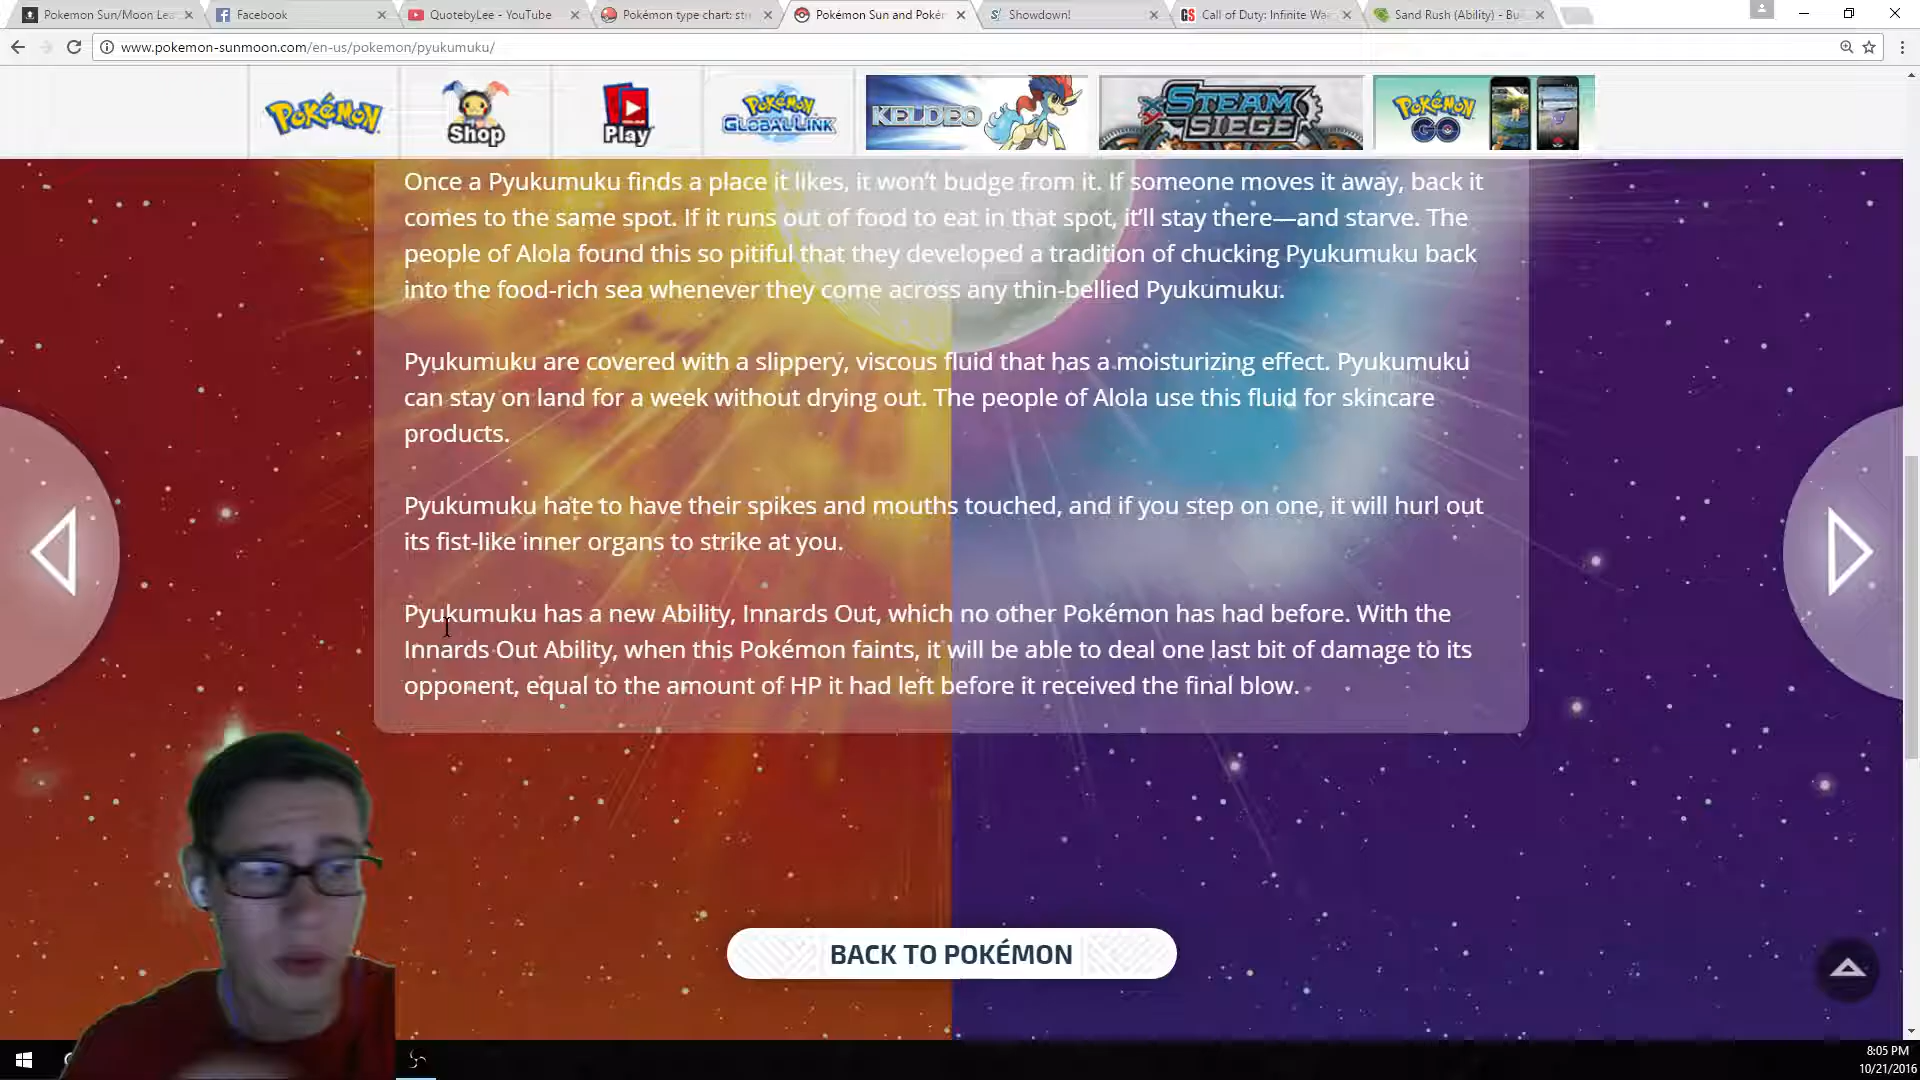 Pokemon Sun/Moon Lea
Facebook
QuotebyLee - YouTube
Pokémon type chart: str
Pokémon Sun and Poké
Showdown!
Call of Duty: Infinite Wa
Sand Rush (Ability) - Bu
www.pokemon-sunmoon.com/en-us/pokemon/pyukumuku/
Pokémon
Shop
Play
Pokémon GLOBAL LINK
KELDEO
XY STEAM SIEGE
Pokémon GO
Once a Pyukumuku finds a place it likes, it won't budge from it. If someone moves it away, back it
comes to the same spot. If it runs out of food to eat in that spot, it'll stay there—and starve. The
people of Alola found this so pitiful that they developed a tradition of chucking Pyukumuku back
into the food-rich sea whenever they come across any thin-bellied Pyukumuku.
Pyukumuku are covered with a slippery, viscous fluid that has a moisturizing effect. Pyukumuku
can stay on land for a week without drying out. The people of Alola use this fluid for skincare
products.
Pyukumuku hate to have their spikes and mouths touched, and if you step on one, it will hurl out
its fist-like inner organs to strike at you.
Pyukumuku has a new Ability, Innards Out, which no other Pokémon has had before. With the
Innards Out Ability, when this Pokémon faints, it will be able to deal one last bit of damage to its
opponent, equal to the amount of HP it had left before it received the final blow.
BACK TO POKÉMON
8:05 PM
10/21/2016